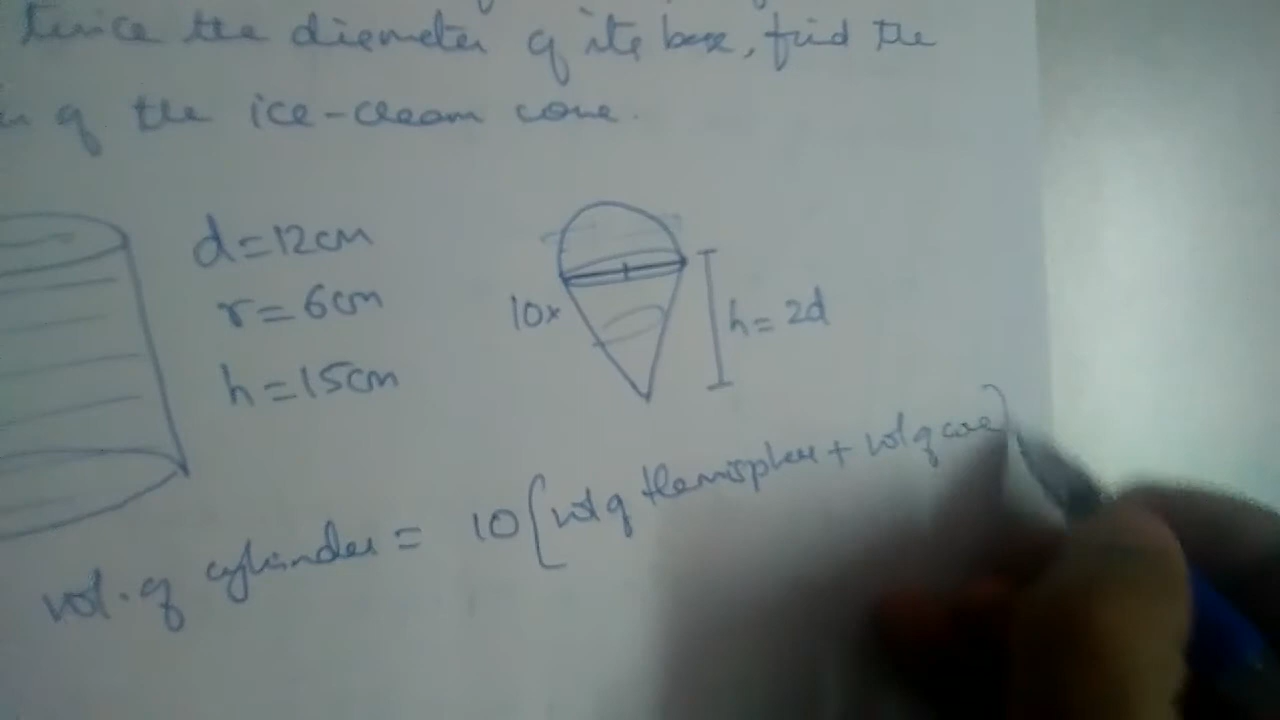 twice the diameter of its base, find the
of the ice-cream cone.
d=12cm
r=6cm
h=15cm
10x
h=2d
vol. of cylinder = 10[vol of Hemisphere + vol of cone]